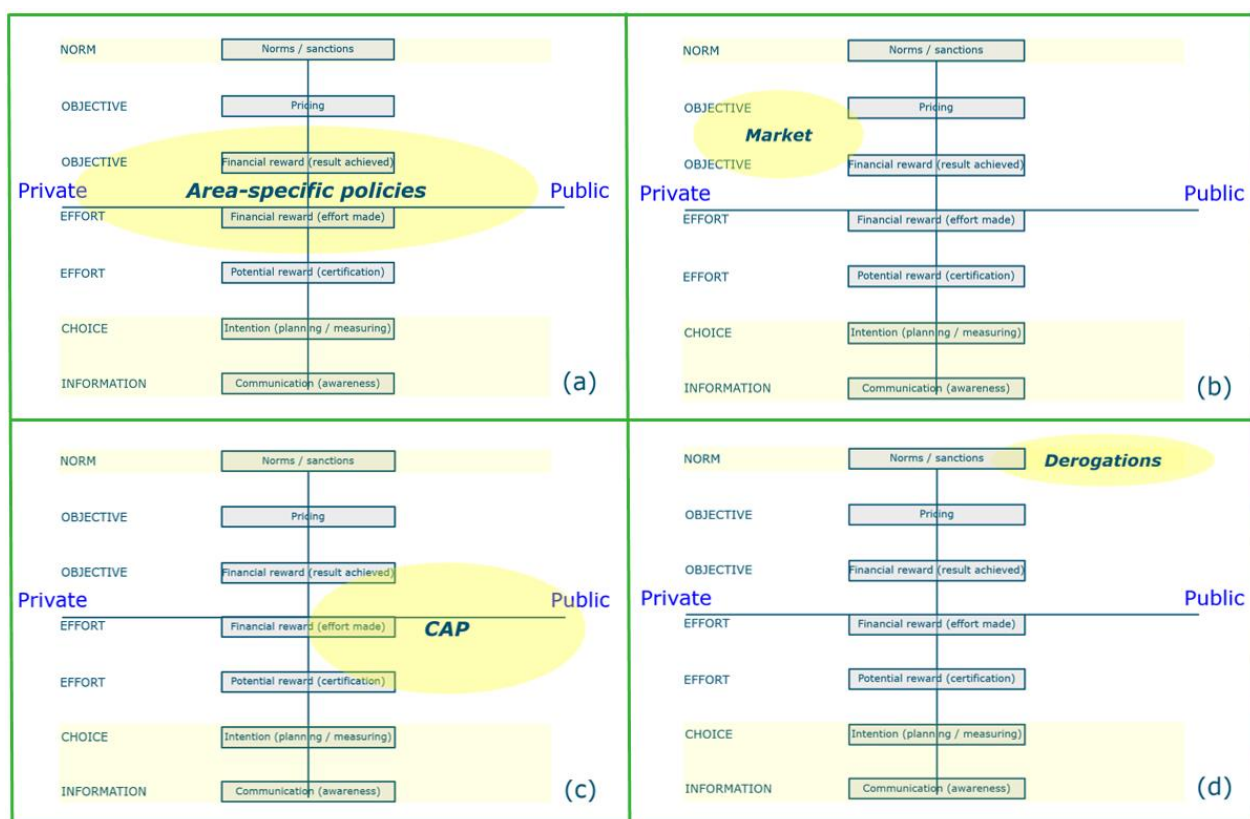 NORM Norms / sanctions
OBJECTIVE Pricing
OBJECTIVE Financial reward (result achieved)
Private Area-specific policies Public
EFFORT Financial reward (effort made)
EFFORT Potential reward (certification)
CHOICE Intention (planning / measuring)
INFORMATION Communication (awareness) (a)
NORM Norms / sanctions
OBJECTIVE Pricing
Market
OBJECTIVE Financial reward (result achieved)
Private Public
EFFORT Financial reward (effort made)
EFFORT Potential reward (certification)
CHOICE Intention (planning / measuring)
INFORMATION Communication (awareness) (b)
NORM Norms / sanctions
OBJECTIVE Pricing
OBJECTIVE Financial reward (result achieved)
Private Public
EFFORT Financial reward (effort made) CAP
EFFORT Potential reward (certification)
CHOICE Intention (planning / measuring)
INFORMATION Communication (awareness) (c)
NORM Norms / sanctions Derogations
OBJECTIVE Pricing
OBJECTIVE Financial reward (result achieved)
Private Public
EFFORT Financial reward (effort made)
EFFORT Potential reward (certification)
CHOICE Intention (planning / measuring)
INFORMATION Communication (awareness) (d)